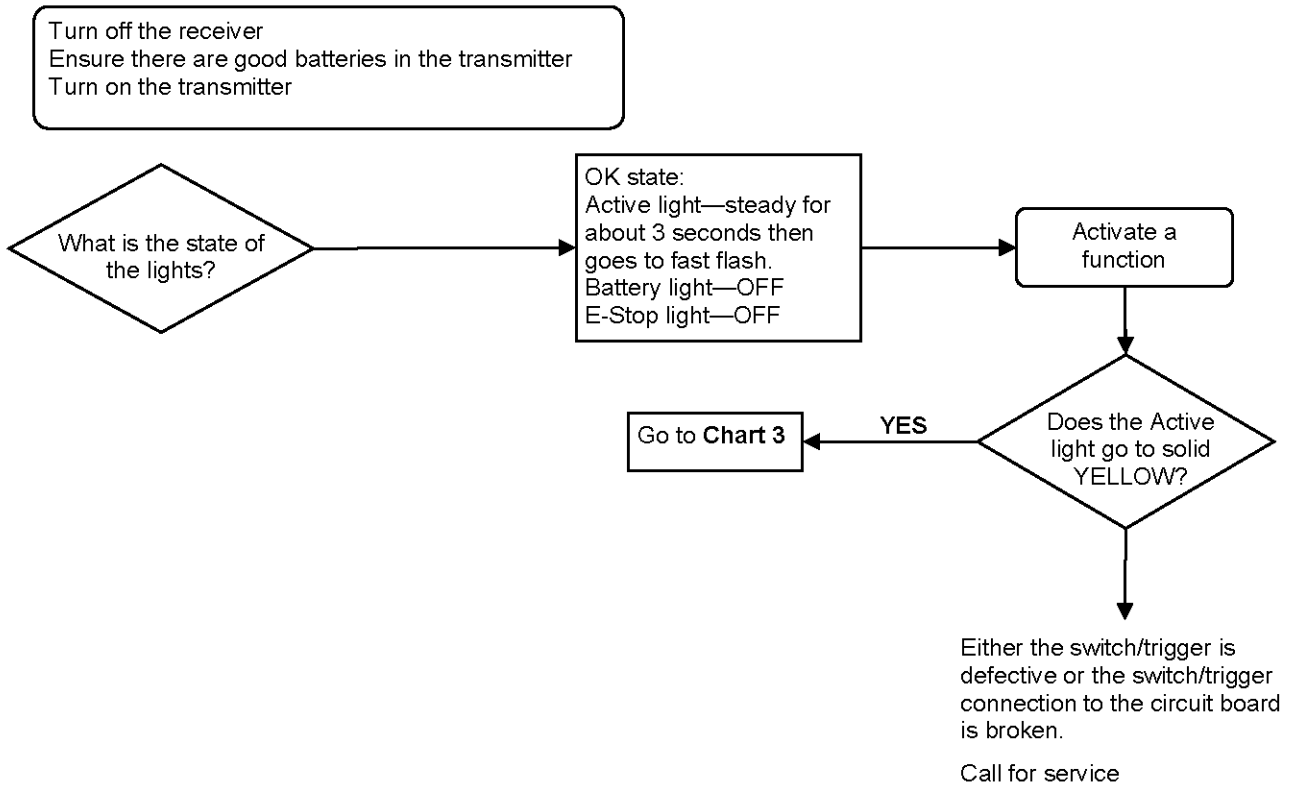 Turn off the receiver
Ensure there are good batteries in the transmitter
Turn on the transmitter
What is the state of
the lights?
OK state:
Active light—steady for
about 3 seconds then
goes to fast flash.
Battery light—OFF
E-Stop light—OFF
Activate a
function
Does the Active
light go to solid
YELLOW?
YES
Go to Chart 3
Either the switch/trigger is
defective or the switch/trigger
connection to the circuit board
is broken.
Call for service